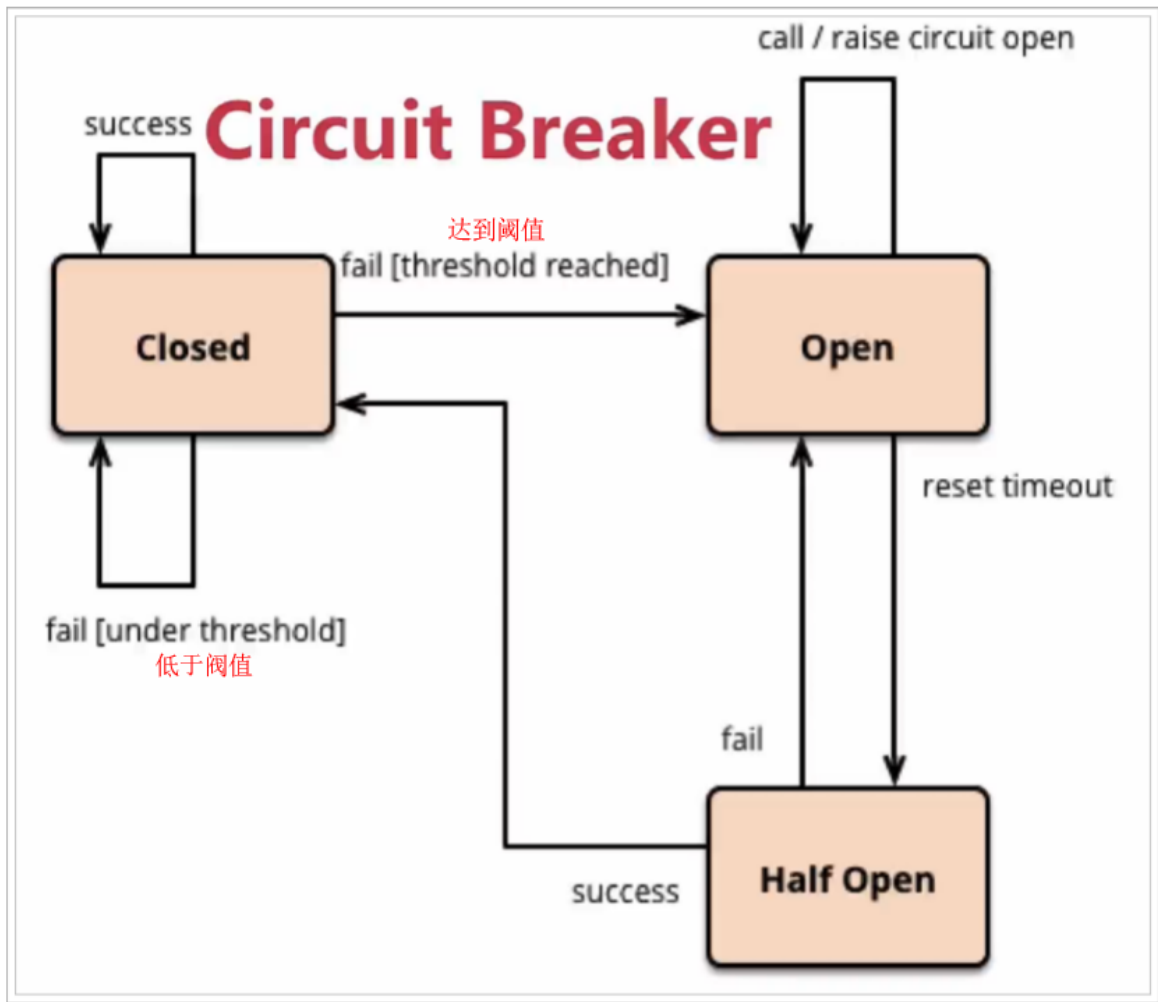 call / raise circuit open
success
Circuit Breaker
达到阈值
fail [threshold reached]
Closed
Open
reset timeout
fail [under threshold]
低于阀值
fail
Half Open
success